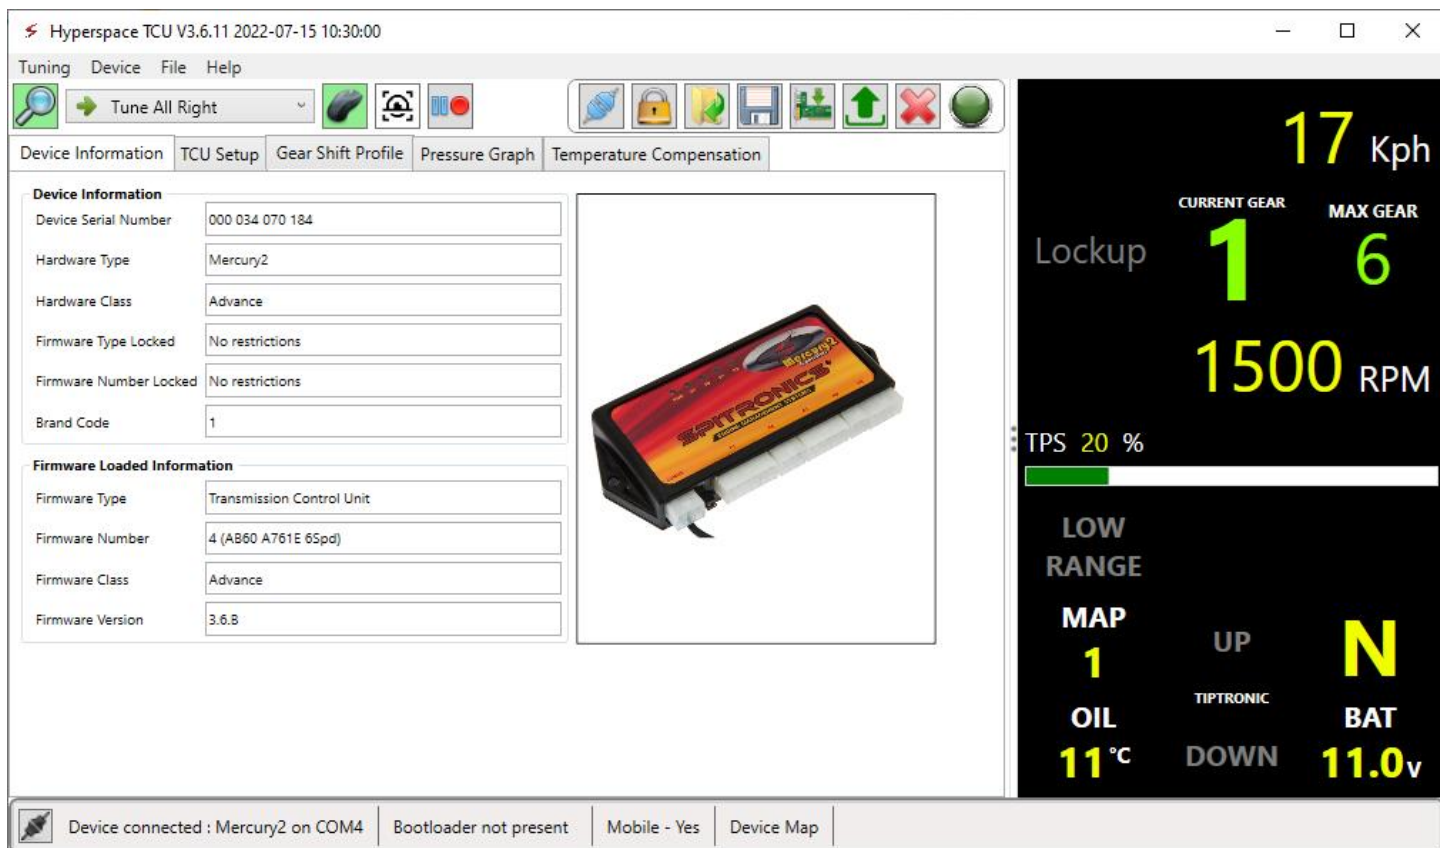 Hyperspace TCU V3.6.11 2022-07-15 10:30:00
Tuning Device File Help
Tune All Right
Device Information TCU Setup Gear Shift Profile Pressure Graph Temperature Compensation
Device Information
Device Serial Number 000 034 070 184
Hardware Type Mercury2
Hardware Class Advance
Firmware Type Locked No restrictions
Firmware Number Locked No restrictions
Brand Code 1
Firmware Loaded Information
Firmware Type Transmission Control Unit
Firmware Number 4 (AB60 A761E 6Spd)
Firmware Class Advance
Firmware Version 3.6.B
Mercury2
SPITRONICS
ENGINE MANAGEMENT SYSTEMS
17 Kph
CURRENT GEAR MAX GEAR
Lockup 1 6
1500 RPM
TPS 20 %
LOW
RANGE
MAP
1
UP
N
TIPTRONIC
OIL
11 °C
DOWN
BAT
11.0 v
Device connected : Mercury2 on COM4 Bootloader not present Mobile - Yes Device Map